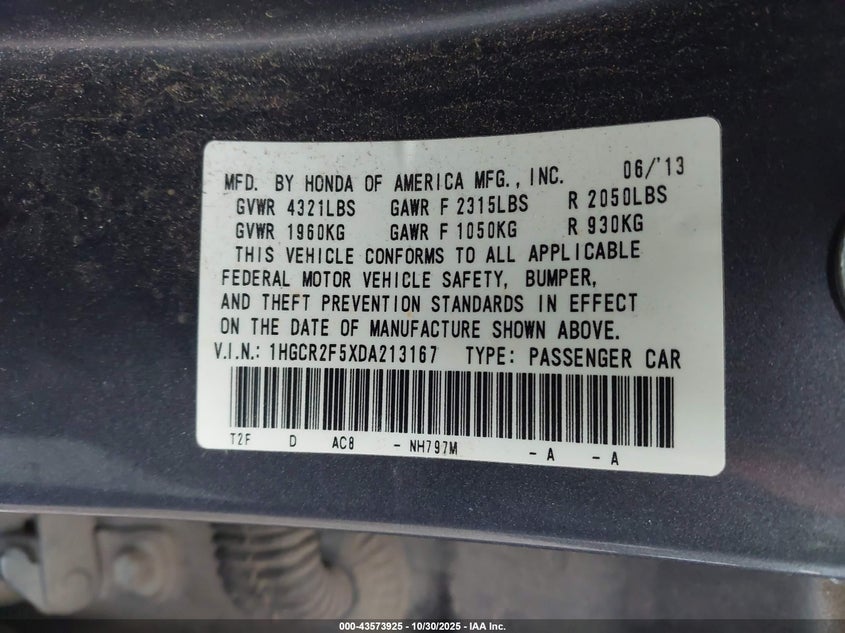 MFD. BY HONDA OF AMERICA MFG., INC. 06/'13
GVWR 4321LBS GAWR F 2315LBS R 2050LBS
GVWR 1960KG GAWR F 1050KG R 930KG
THIS VEHICLE CONFORMS TO ALL APPLICABLE
FEDERAL MOTOR VEHICLE SAFETY, BUMPER,
AND THEFT PREVENTION STANDARDS IN EFFECT
ON THE DATE OF MANUFACTURE SHOWN ABOVE.
V.I.N.: 1HGCR2F5XDA213167 TYPE: PASSENGER CAR
T2F D AC8 - NH797M - A - A
000-43573925 - 10/30/2025 - IAA Inc.